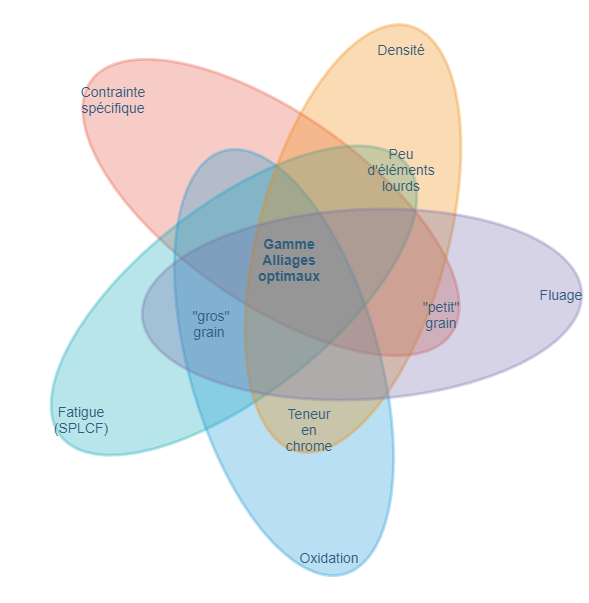 Densité
Contrainte
spécifique
Peu
d'éléments
lourds
Gamme
Alliages
optimaux
Fluage
"petit"
grain
"gros"
grain
Fatigue
(SPLCF)
Teneur
en
chrome
Oxidation